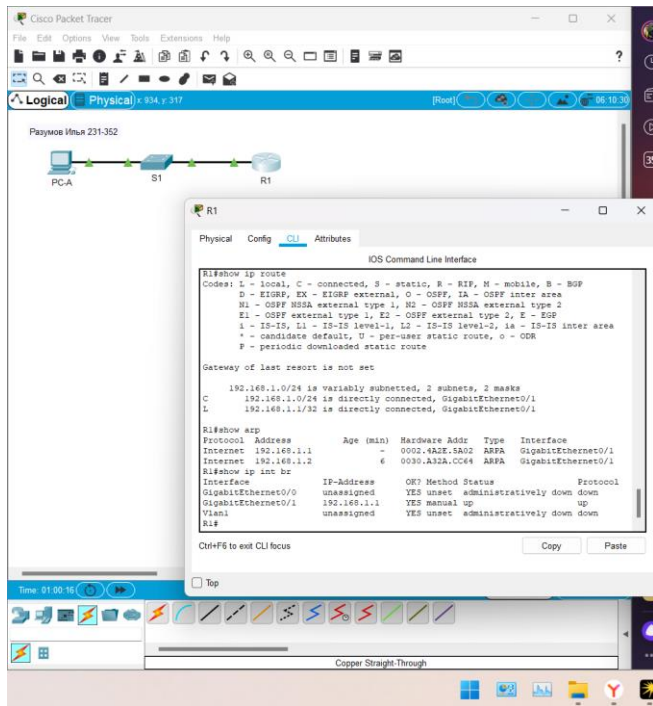 Cisco Packet Tracer
File Edit Options View Tools Extensions Help
?
Logical Physical x: 934, y: 317 [Root] 06:10:30
Разумов Илья 231-352
PC-A S1 R1
R1
Physical Config CLI Attributes
IOS Command Line Interface
R1#show ip route
Codes: L - local, C - connected, S - static, R - RIP, M - mobile, B - BGP
D - EIGRP, EX - EIGRP external, O - OSPF, IA - OSPF inter area
N1 - OSPF NSSA external type 1, N2 - OSPF NSSA external type 2
E1 - OSPF external type 1, E2 - OSPF external type 2, E - EGP
i - IS-IS, L1 - IS-IS level-1, L2 - IS-IS level-2, ia - IS-IS inter area
* - candidate default, U - per-user static route, o - ODR
P - periodic downloaded static route
Gateway of last resort is not set
192.168.1.0/24 is variably subnetted, 2 subnets, 2 masks
C 192.168.1.0/24 is directly connected, GigabitEthernet0/1
L 192.168.1.1/32 is directly connected, GigabitEthernet0/1
R1#show arp
Protocol Address Age (min) Hardware Addr Type Interface
Internet 192.168.1.1 - 0002.4A2E.5A02 ARPA GigabitEthernet0/1
Internet 192.168.1.2 6 0030.A32A.CC64 ARPA GigabitEthernet0/1
R1#show ip int br
Interface IP-Address OK? Method Status Protocol
GigabitEthernet0/0 unassigned YES unset administratively down down
GigabitEthernet0/1 192.168.1.1 YES manual up up
Vlan1 unassigned YES unset administratively down down
R1#
Ctrl+F6 to exit CLI focus Copy Paste
Top
Time: 01:00:16
Copper Straight-Through